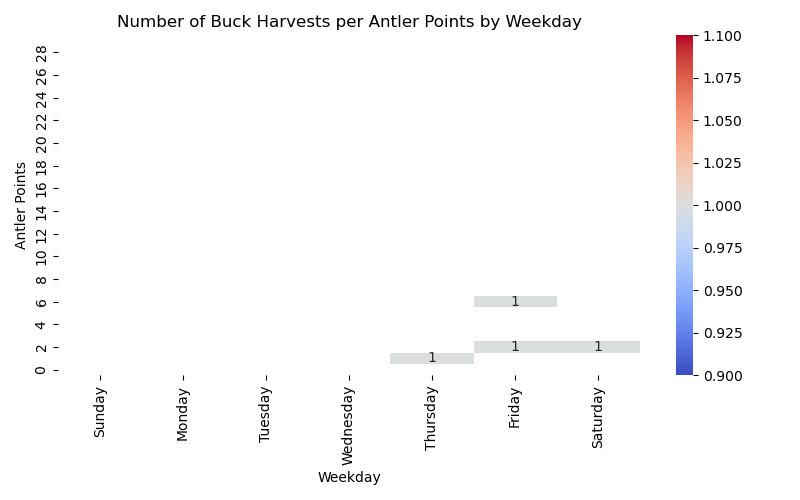 Number of Buck Harvests per Antler Points by Weekday
Antler Points
28
26
24
22
20
18
16
14
12
10
8
6
4
2
0
1
1
1
1
Sunday
Monday
Tuesday
Wednesday
Thursday
Friday
Saturday
Weekday
1.100
1.075
1.050
1.025
1.000
0.975
0.950
0.925
0.900